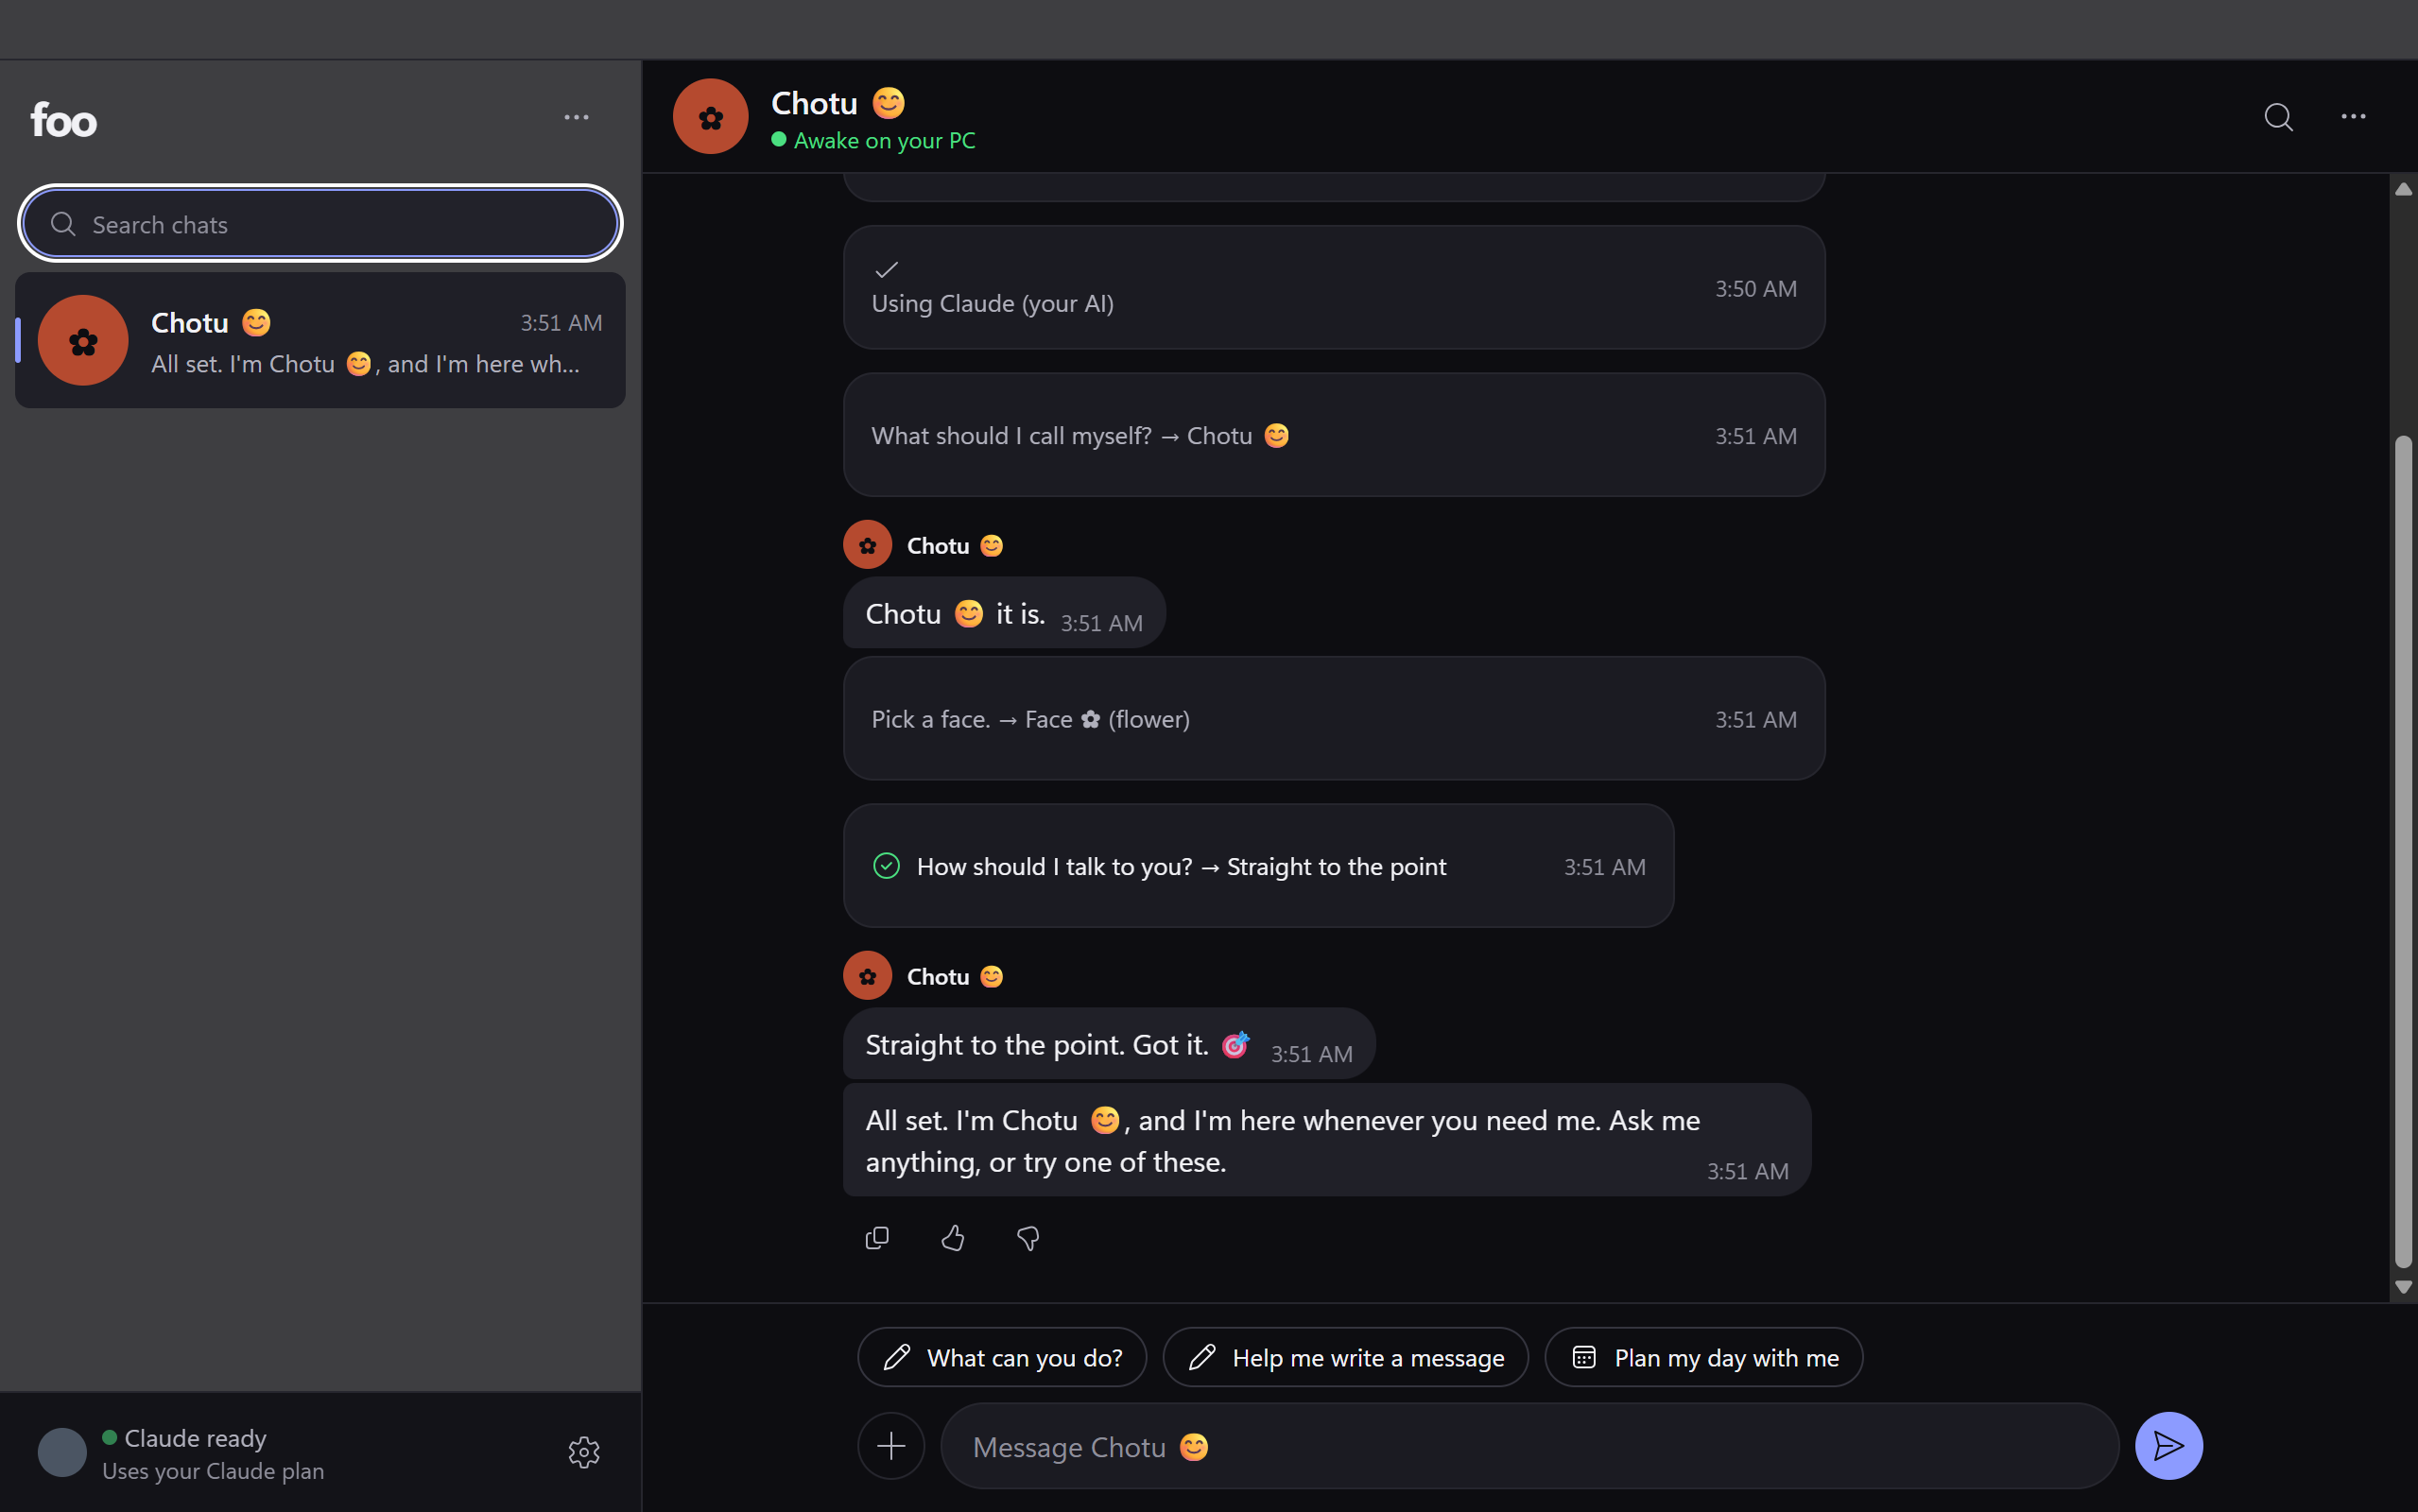 foo
Search chats
Chotu 😊
3:51 AM
All set. I'm Chotu 😊, and I'm here wh...
Claude ready
Uses your Claude plan
Chotu 😊
Awake on your PC
Using Claude (your AI)
3:50 AM
What should I call myself? → Chotu 😊
3:51 AM
Chotu 😊
Chotu 😊 it is. 3:51 AM
Pick a face. → Face ✿ (flower)
3:51 AM
How should I talk to you? → Straight to the point
3:51 AM
Chotu 😊
Straight to the point. Got it. 🎯 3:51 AM
All set. I'm Chotu 😊, and I'm here whenever you need me. Ask me
anything, or try one of these.
3:51 AM
What can you do?
Help me write a message
Plan my day with me
Message Chotu 😊